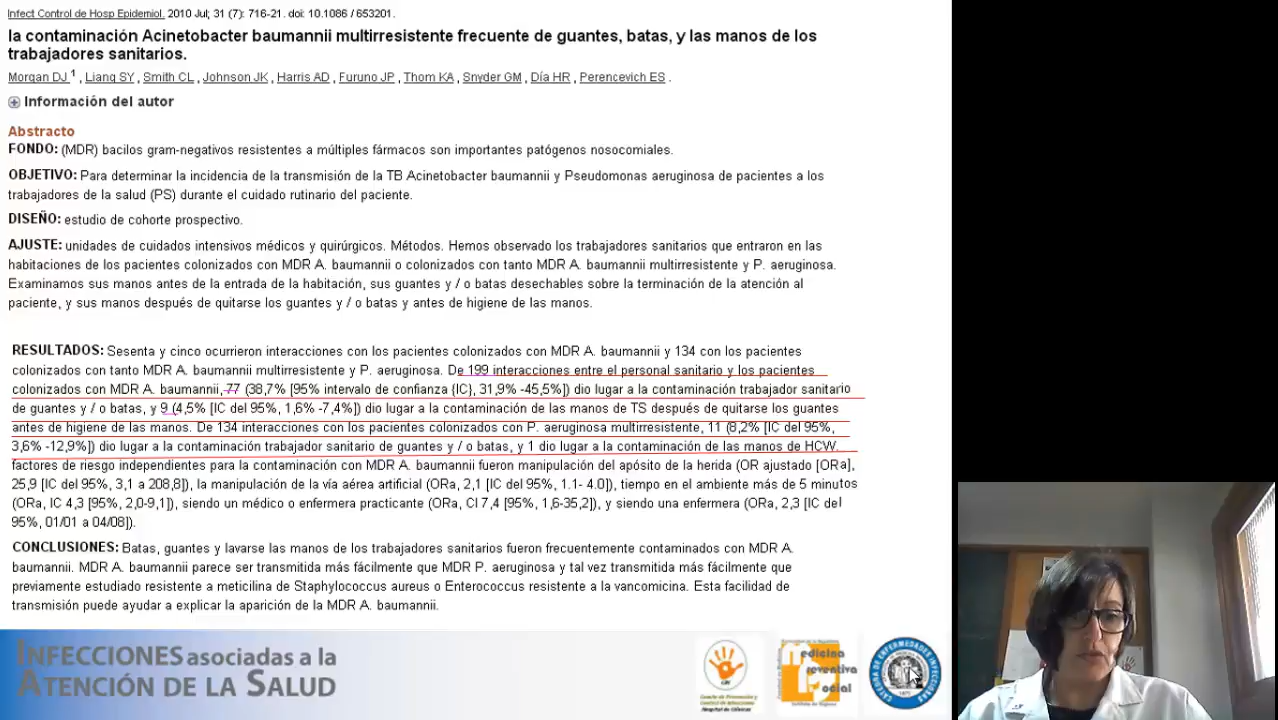 Infect Control de Hosp Epidemiol. 2010 Jul; 31 (7): 716-21. doi: 10.1086 / 653201.
la contaminación Acinetobacter baumannii multirresistente frecuente de guantes, batas, y las manos de los
trabajadores sanitarios.
Morgan DJ 1 , Liang SY , Smith CL , Johnson JK , Harris AD , Furuno JP , Thom KA , Snyder GM , Día HR , Perencevich ES .
Información del autor
Abstracto
FONDO: (MDR) bacilos gram-negativos resistentes a múltiples fármacos son importantes patógenos nosocomiales.
OBJETIVO: Para determinar la incidencia de la transmisión de la TB Acinetobacter baumannii y Pseudomonas aeruginosa de pacientes a los
trabajadores de la salud (PS) durante el cuidado rutinario del paciente.
DISEÑO: estudio de cohorte prospectivo.
AJUSTE: unidades de cuidados intensivos médicos y quirúrgicos. Métodos. Hemos observado los trabajadores sanitarios que entraron en las
habitaciones de los pacientes colonizados con MDR A. baumannii o colonizados con tanto MDR A. baumannii multirresistente y P. aeruginosa.
Examinamos sus manos antes de la entrada de la habitación, sus guantes y / o batas desechables sobre la terminación de la atención al
paciente, y sus manos después de quitarse los guantes y / o batas y antes de higiene de las manos.
RESULTADOS: Sesenta y cinco ocurrieron interacciones con los pacientes colonizados con MDR A. baumannii y 134 con los pacientes
colonizados con tanto MDR A. baumannii multirresistente y P. aeruginosa. De 199 interacciones entre el personal sanitario y los pacientes
colonizados con MDR A. baumannii, 77 (38,7% [95% intervalo de confianza {IC}, 31,9% -45,5%]) dio lugar a la contaminación trabajador sanitario
de guantes y / o batas, y 9 (4,5% [IC del 95%, 1,6% -7,4%]) dio lugar a la contaminación de las manos de TS después de quitarse los guantes
antes de higiene de las manos. De 134 interacciones con los pacientes colonizados con P. aeruginosa multirresistente, 11 (8,2% [IC del 95%,
3,6% -12,9%]) dio lugar a la contaminación trabajador sanitario de guantes y / o batas, y 1 dio lugar a la contaminación de las manos de HCW.
factores de riesgo independientes para la contaminación con MDR A. baumannii fueron manipulación del apósito de la herida (OR ajustado [ORa],
25,9 [IC del 95%, 3,1 a 208,8]), la manipulación de la vía aérea artificial (ORa, 2,1 [IC del 95%, 1.1- 4.0]), tiempo en el ambiente más de 5 minutos
(ORa, IC 4,3 [95%, 2,0-9,1]), siendo un médico o enfermera practicante (ORa, CI 7,4 [95%, 1,6-35,2]), y siendo una enfermera (ORa, 2,3 [IC del
95%, 01/01 a 04/08]).
CONCLUSIONES: Batas, guantes y lavarse las manos de los trabajadores sanitarios fueron frecuentemente contaminados con MDR A.
baumannii. MDR A. baumannii parece ser transmitida más fácilmente que MDR P. aeruginosa y tal vez transmitida más fácilmente que
previamente estudiado resistente a meticilina de Staphylococcus aureus o Enterococcus resistente a la vancomicina. Esta facilidad de
transmisión puede ayudar a explicar la aparición de la MDR A. baumannii.
INFECCIONES asociadas a la
ATENCIÓN DE LA SALUD
Comité de Prevención y
Control de Infecciones
Hospital de Clínicas
Medicina
Preventiva
Social
CÁTEDRA DE ENFERMEDADES INFECCIOSAS